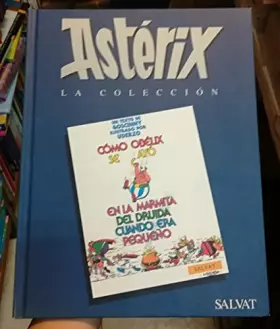 Astérix
LA COLECCIÓN
UN TEXTO DE
GOSCINNY
ILUSTRADO POR
UDERZO
CÓMO OBÉLIX
SE
EN LA MARMITA
DEL DRUIDA
CUANDO ERA
PEQUEÑO
SALVAT
SALVAT